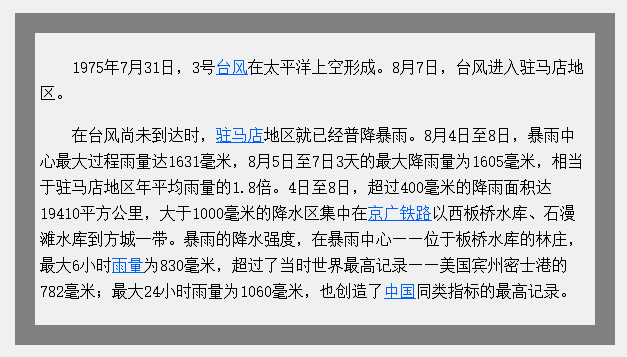 1975年7月31日，3号台风在太平洋上空形成。8月7日，台风进入驻马店地
区。
在台风尚未到达时，驻马店地区就已经普降暴雨。8月4日至8日，暴雨中
心最大过程雨量达1631毫米，8月5日至7日3天的最大降雨量为1605毫米，相当
于驻马店地区年平均雨量的1.8倍。4日至8日，超过400毫米的降雨面积达
19410平方公里，大于1000毫米的降水区集中在京广铁路以西板桥水库、石漫
滩水库到方城一带。暴雨的降水强度，在暴雨中心一一位于板桥水库的林庄，
最大6小时雨量为830毫米，超过了当时世界最高记录一一美国宾州密士港的
782毫米；最大24小时雨量为1060毫米，也创造了中国同类指标的最高记录。